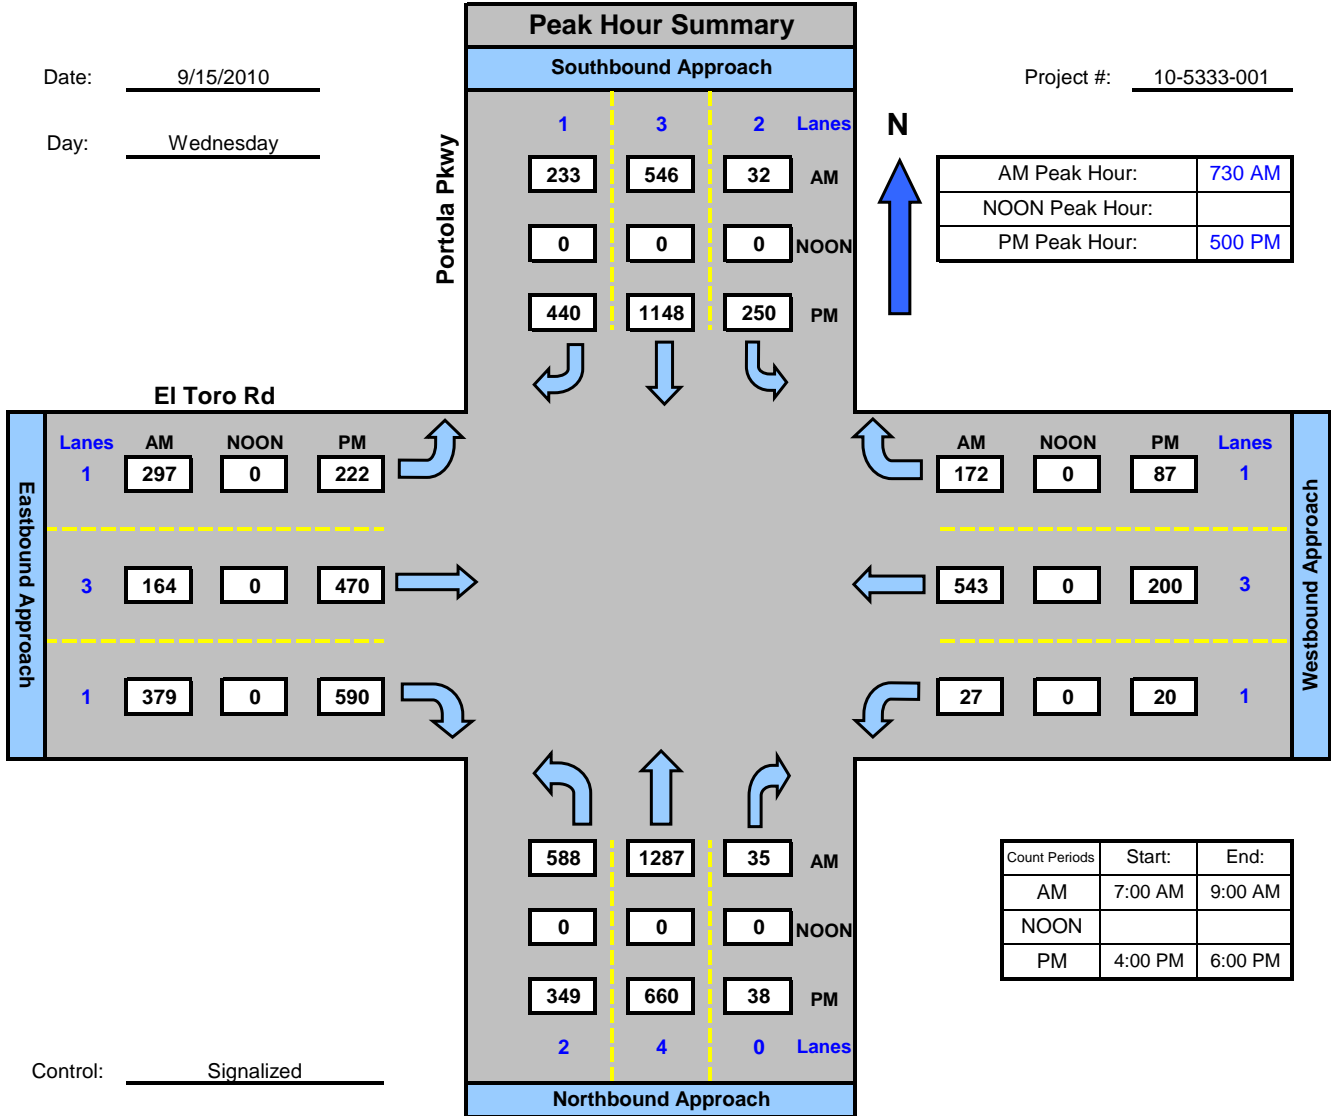 Peak Hour Summary
Southbound Approach
Date: 9/15/2010
Project #: 10-5333-001
Day: Wednesday
Portola Pkwy
1 3 2 Lanes
233 546 32 AM
0 0 0 NOON
440 1148 250 PM
N
AM Peak Hour: 730 AM
NOON Peak Hour:
PM Peak Hour: 500 PM
El Toro Rd
Eastbound Approach
Lanes AM NOON PM
1 297 0 222
3 164 0 470
1 379 0 590
AM NOON PM Lanes
172 0 87 1
543 0 200 3
27 0 20 1
Westbound Approach
588 1287 35 AM
0 0 0 NOON
349 660 38 PM
2 4 0 Lanes
Northbound Approach
Count Periods Start: End:
AM 7:00 AM 9:00 AM
NOON
PM 4:00 PM 6:00 PM
Control: Signalized